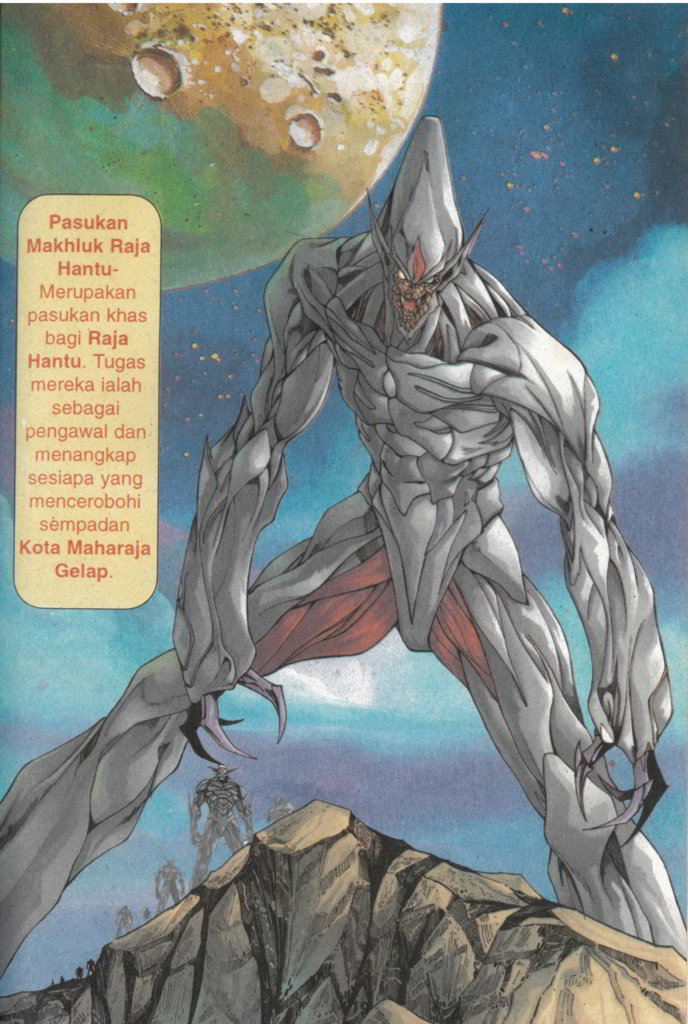 Pasukan
Makhluk Raja
Hantu-
Merupakan
pasukan khas
bagi Raja
Hantu. Tugas
mereka ialah
sebagai
pengawal dan
menangkap
sesiapa yang
mencerobohi
sempadan
Kota Maharaja
Gelap.